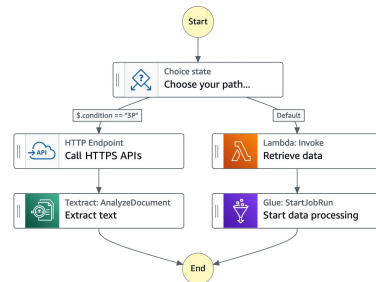 Start
Choice state
Choose your path...
$.condition == "3P"
Default
API
HTTP Endpoint
Call HTTPS APIs
Lambda: Invoke
Retrieve data
Textract: AnalyzeDocument
Extract text
Glue: StartJobRun
Start data processing
End